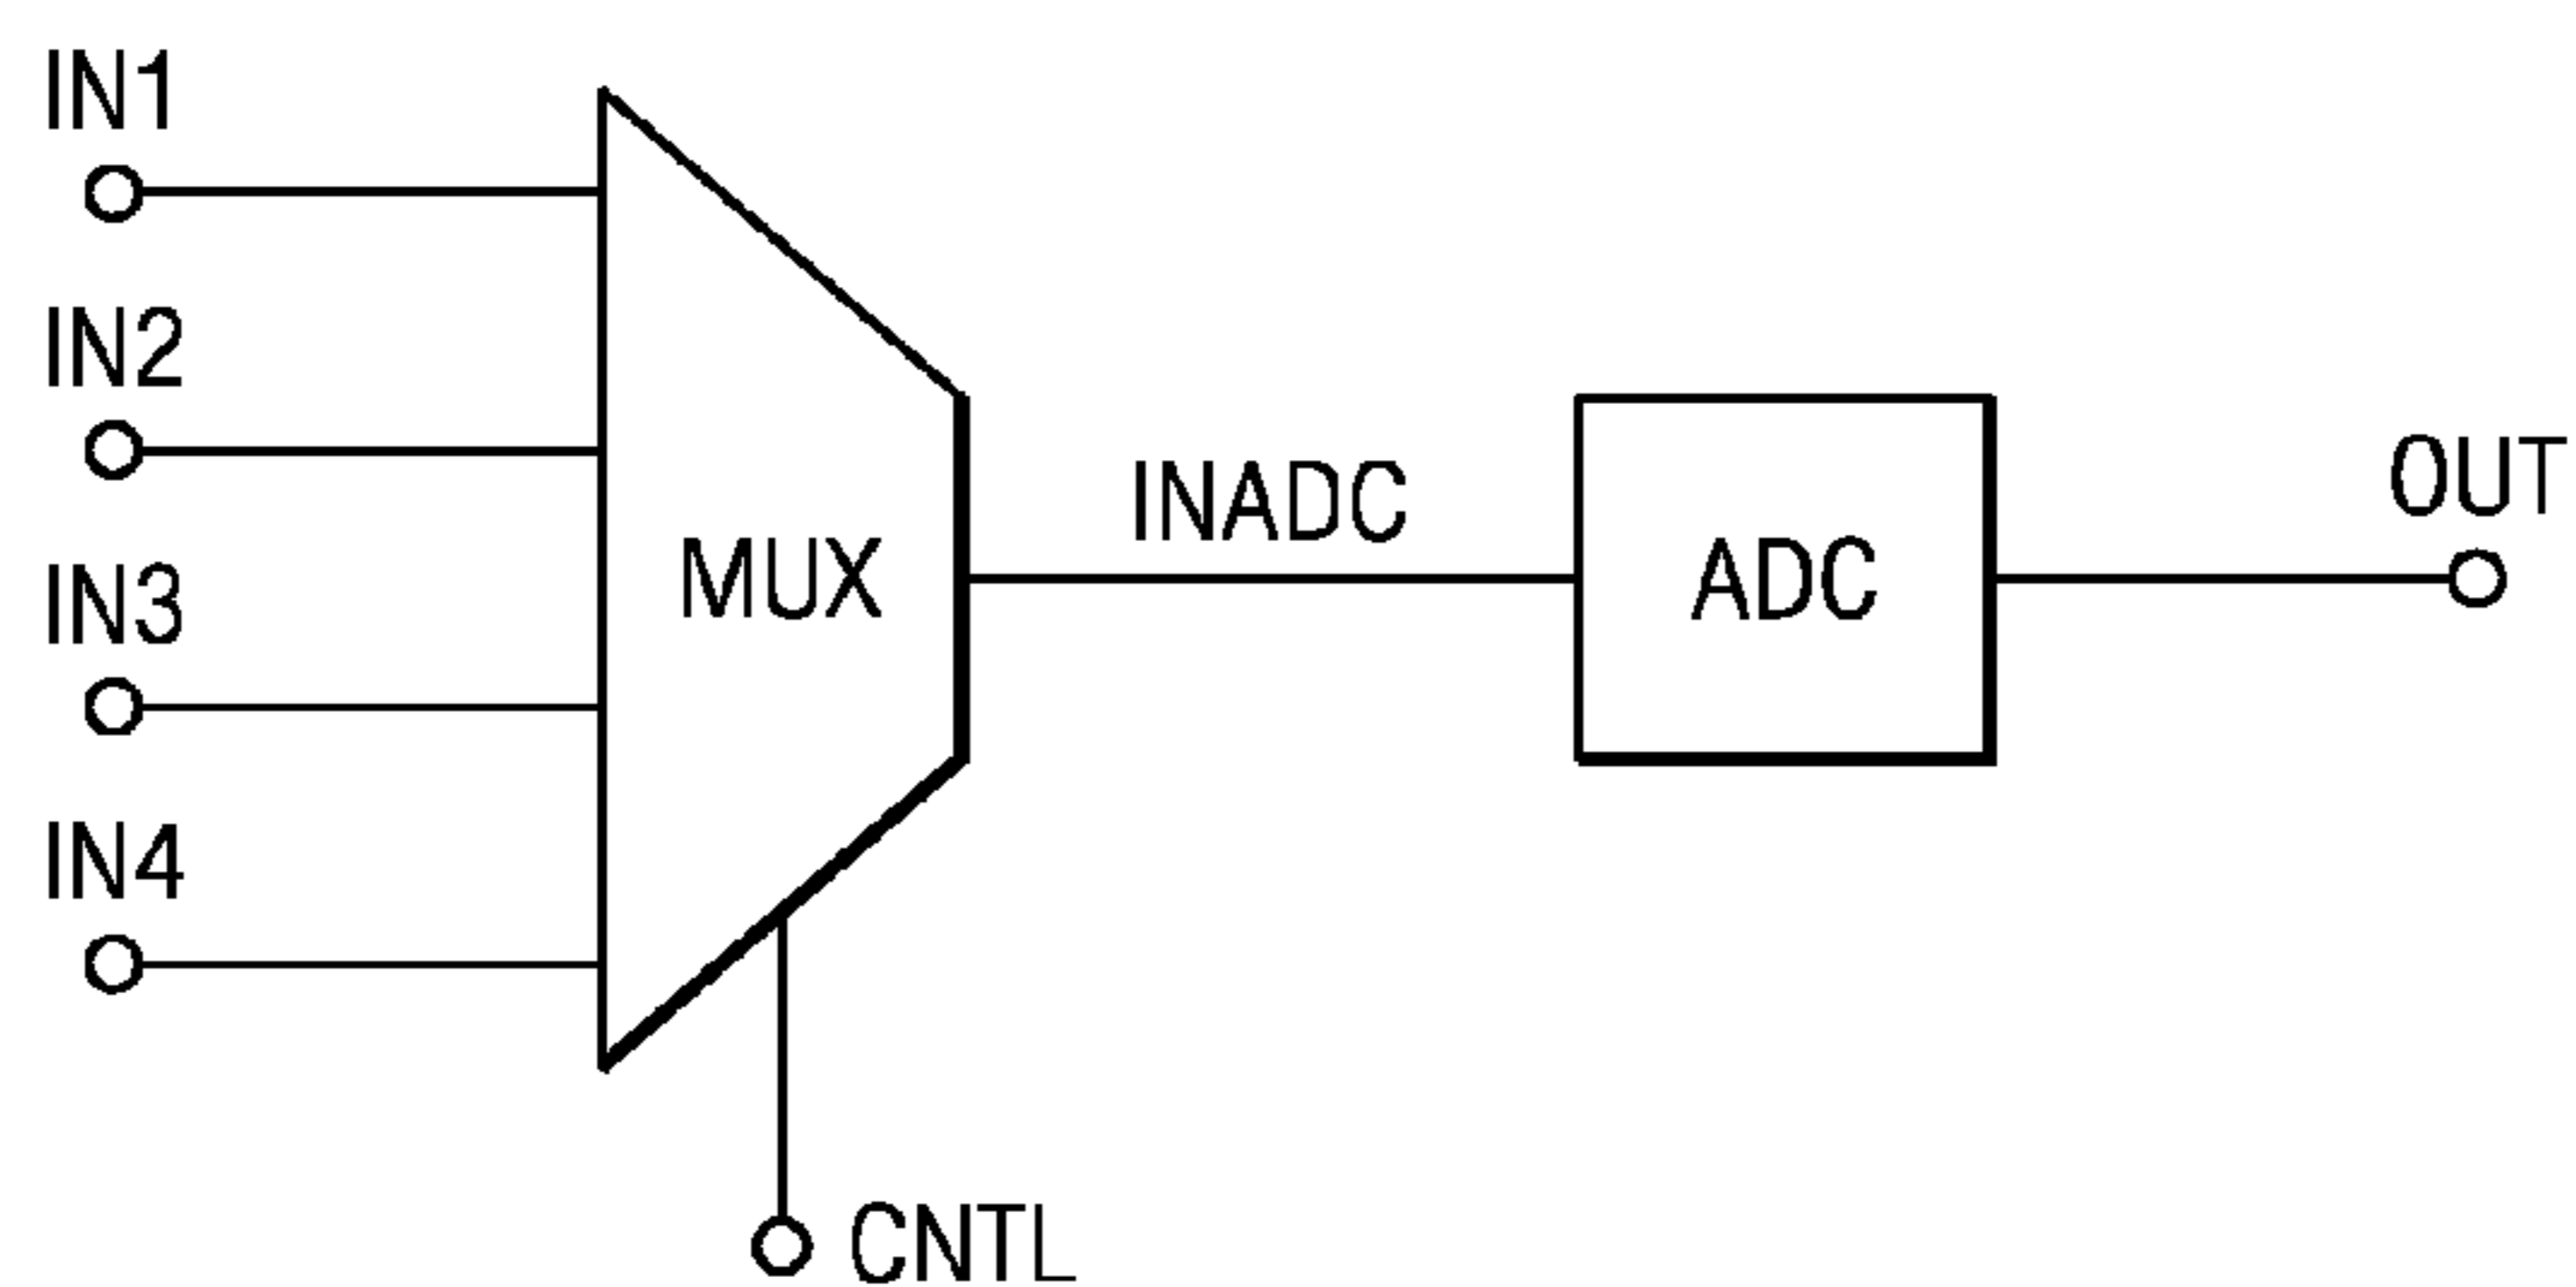 IN1
IN2
IN3
IN4
MUX
INADC
ADC
OUT
CNTL